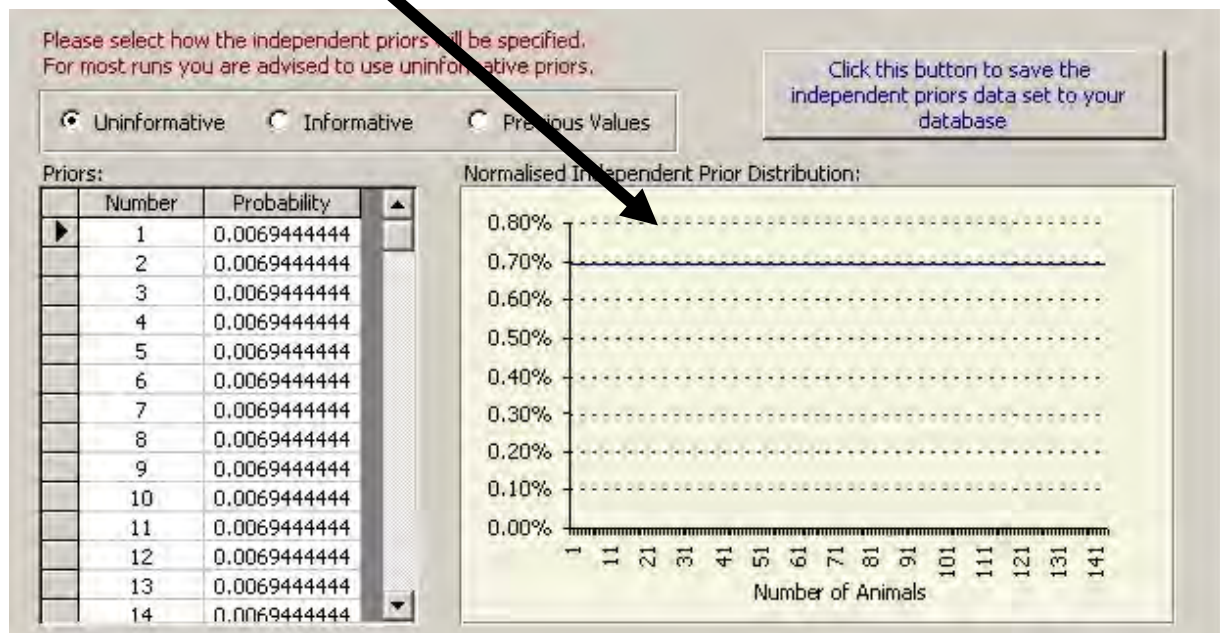 Please select how the independent priors will be specified.
For most runs you are advised to use uninformative priors.
Click this button to save the
independent priors data set to your
database
Uninformative Informative Previous Values
Priors:
Number Probability
1 0.0069444444
2 0.0069444444
3 0.0069444444
4 0.0069444444
5 0.0069444444
6 0.0069444444
7 0.0069444444
8 0.0069444444
9 0.0069444444
10 0.0069444444
11 0.0069444444
12 0.0069444444
13 0.0069444444
14 0.0069444444
Normalised Independent Prior Distribution:
0.80%
0.70%
0.60%
0.50%
0.40%
0.30%
0.20%
0.10%
0.00%
1 11 21 31 41 51 61 71 81 91 101 111 121 131 141
Number of Animals